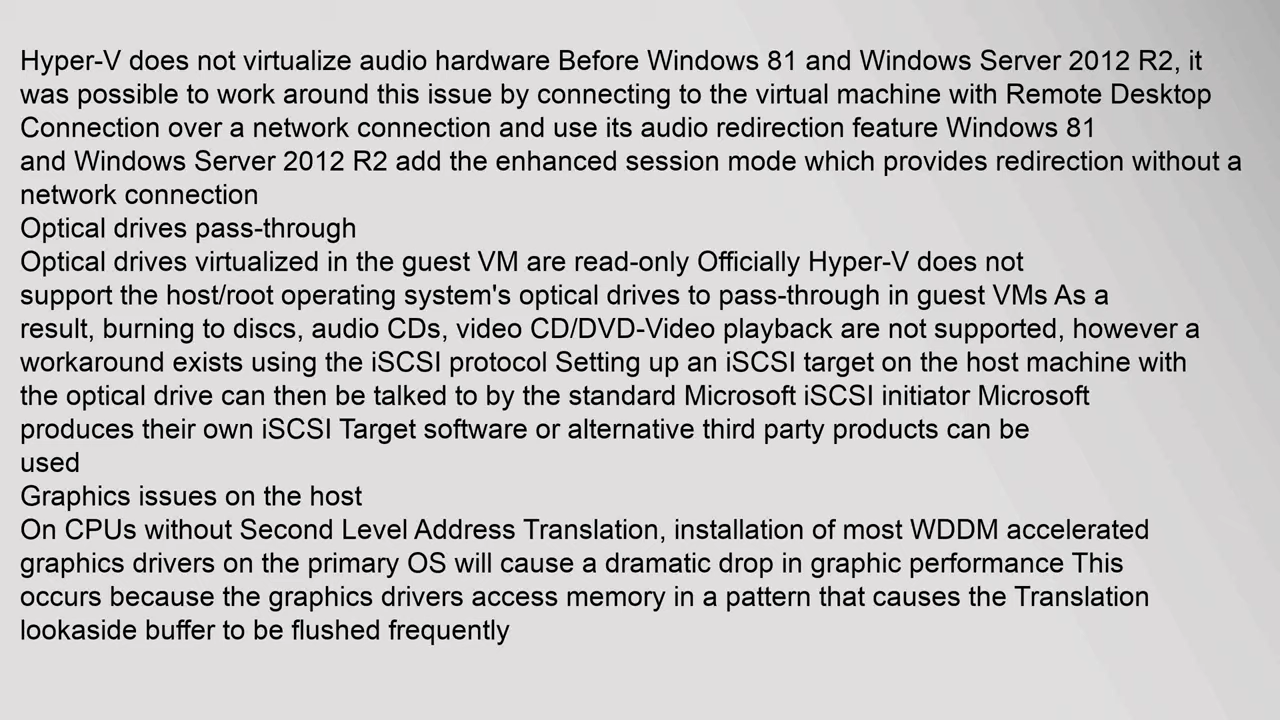 Hyper-V does not virtualize audio hardware Before Windows 81 and Windows Server 2012 R2, it
was possible to work around this issue by connecting to the virtual machine with Remote Desktop
Connection over a network connection and use its audio redirection feature Windows 81
and Windows Server 2012 R2 add the enhanced session mode which provides redirection without a
network connection
Optical drives pass-through
Optical drives virtualized in the guest VM are read-only Officially Hyper-V does not
support the host/root operating system's optical drives to pass-through in guest VMs As a
result, burning to discs, audio CDs, video CD/DVD-Video playback are not supported, however a
workaround exists using the iSCSI protocol Setting up an iSCSI target on the host machine with
the optical drive can then be talked to by the standard Microsoft iSCSI initiator Microsoft
produces their own iSCSI Target software or alternative third party products can be
used
Graphics issues on the host
On CPUs without Second Level Address Translation, installation of most WDDM accelerated
graphics drivers on the primary OS will cause a dramatic drop in graphic performance This
occurs because the graphics drivers access memory in a pattern that causes the Translation
lookaside buffer to be flushed frequently